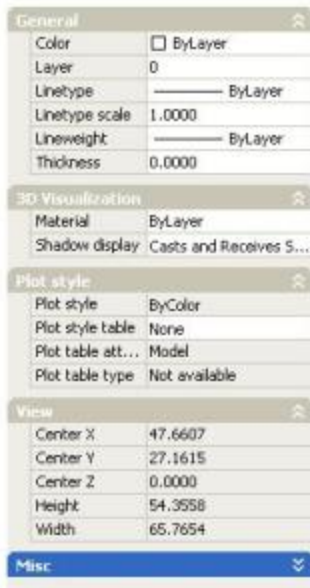 General
Color ByLayer
Layer 0
Linetype ByLayer
Linetype scale 1.0000
Lineweight ByLayer
Thickness 0.0000
3D Visualization
Material ByLayer
Shadow display Casts and Receives S...
Plot style
Plot style ByColor
Plot style table None
Plot table att... Model
Plot table type Not available
View
Center X 47.6607
Center Y 27.1615
Center Z 0.0000
Height 54.3558
Width 65.7654
Misc